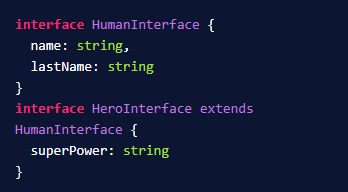 interface HumanInterface {
  name: string,
  lastName: string
}
interface HeroInterface extends
HumanInterface {
  superPower: string
}